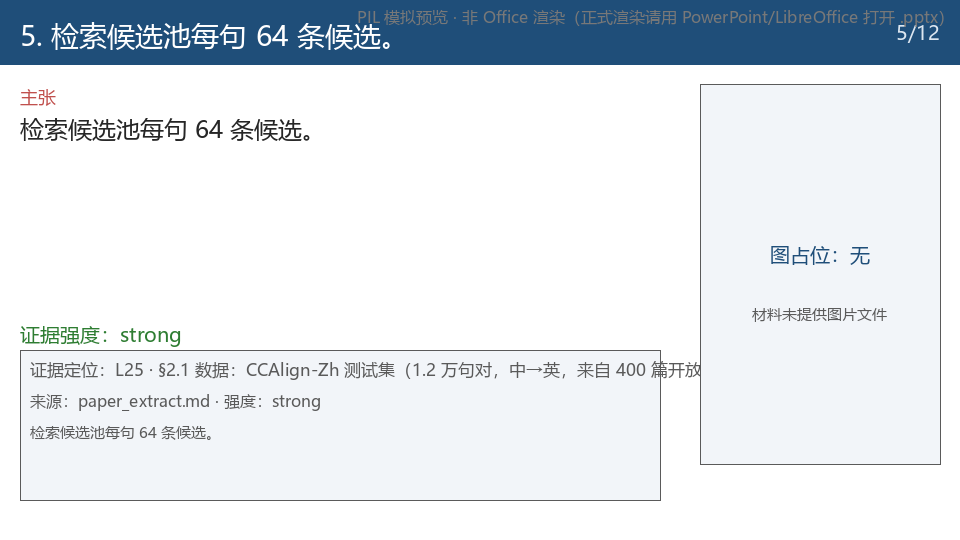 PIL 模拟预览 · 非 Office 渲染（正式渲染请用 PowerPoint/LibreOffice 打开 .pptx）
5. 检索候选池每句 64 条候选。
5/12
主张
检索候选池每句 64 条候选。
图占位：无
材料未提供图片文件
证据强度：strong
证据定位：L25 · §2.1 数据：CCAlign-Zh 测试集（1.2 万句对，中→英，来自 400 篇开放
来源：paper_extract.md · 强度：strong
检索候选池每句 64 条候选。